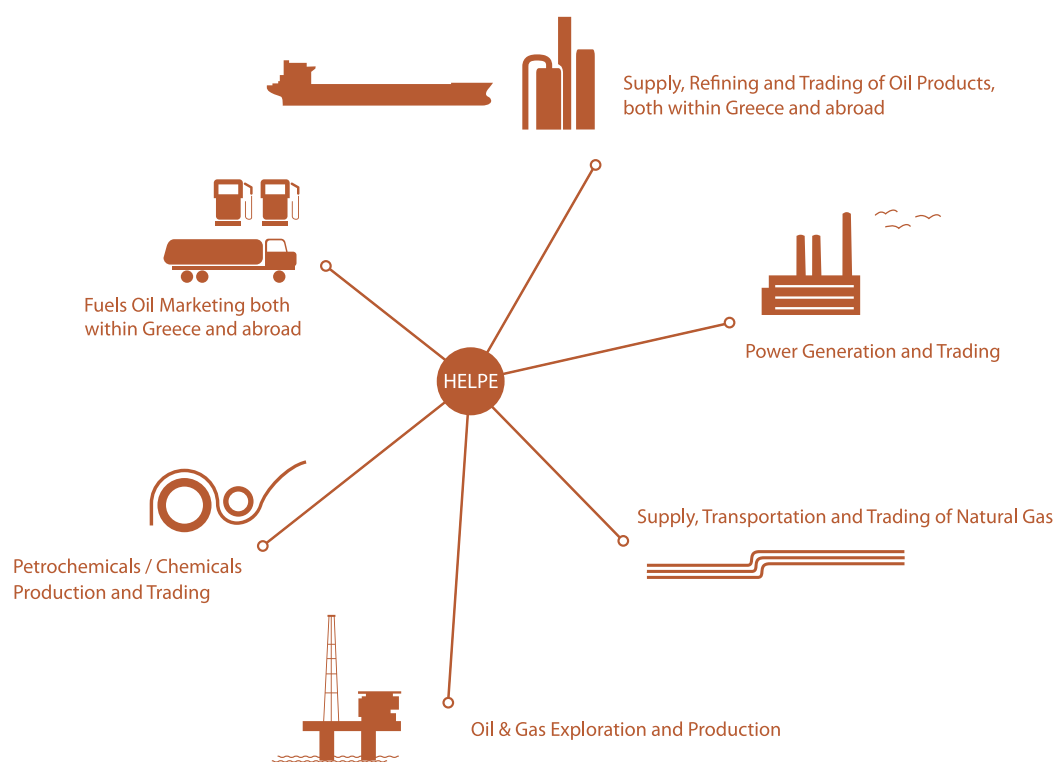 Supply, Refining and Trading of Oil Products,
both within Greece and abroad
Fuels Oil Marketing both
within Greece and abroad
Power Generation and Trading
HELPE
Supply, Transportation and Trading of Natural Gas
Petrochemicals / Chemicals
Production and Trading
Oil & Gas Exploration and Production